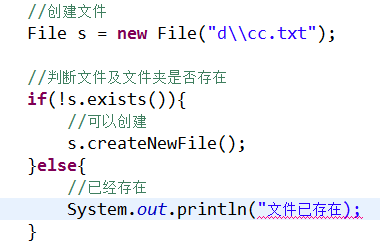 //创建文件
File s = new File("d\\cc.txt");
//判断文件及文件夹是否存在
if(!s.exists()){
//可以创建
s.createNewFile();
}else{
//已经存在
System.out.println("文件已存在);
}